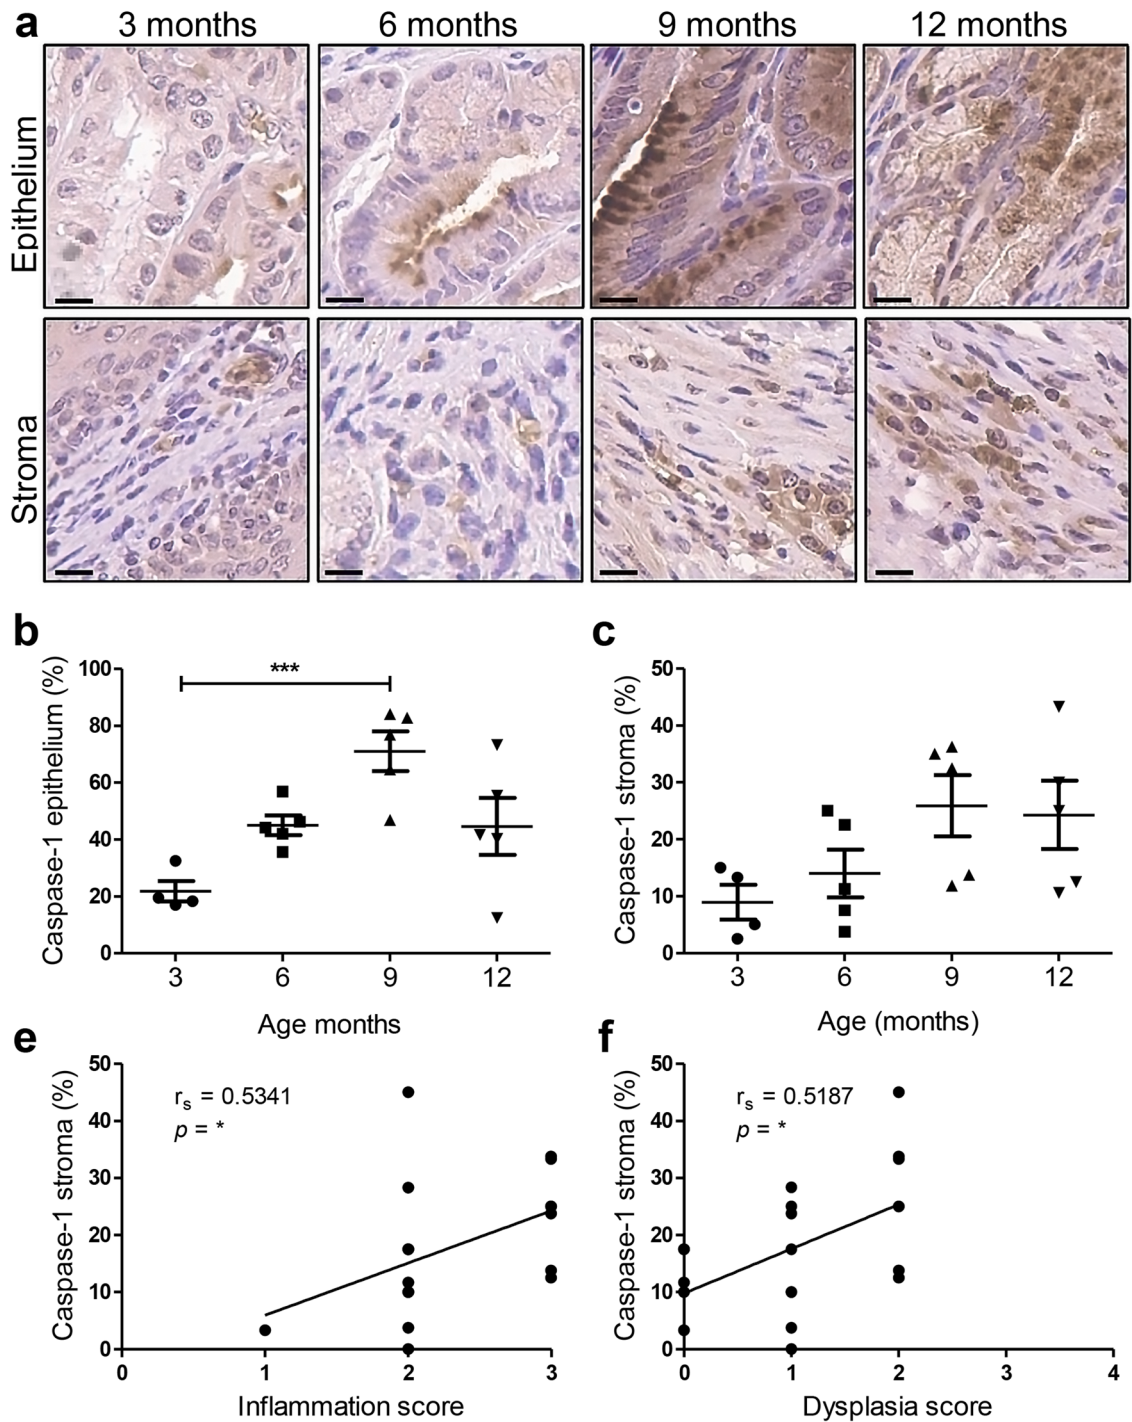 a
3 months 6 months 9 months 12 months
Epithelium
Stroma
b
Caspase-1 epithelium (%)
100
80
60
40
20
0
***
3 6 9 12
Age months
c
Caspase-1 stroma (%)
50
40
30
20
10
0
3 6 9 12
Age (months)
e
Caspase-1 stroma (%)
50
40
30
20
10
0
rs = 0.5341
p = *
0 1 2 3
Inflammation score
f
Caspase-1 stroma (%)
50
40
30
20
10
0
rs = 0.5187
p = *
0 1 2 3 4
Dysplasia score